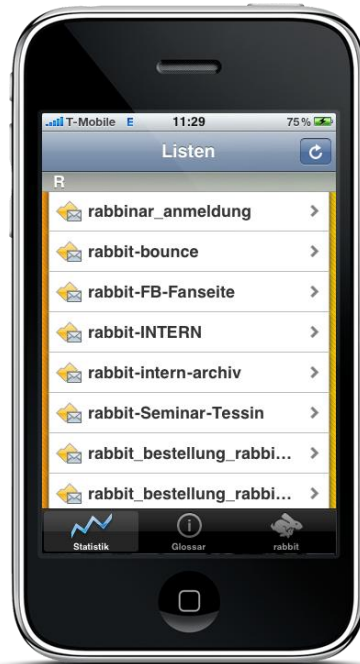 T-Mobile E 11:29 75%
Listen
R
rabbinar_anmeldung
rabbit-bounce
rabbit-FB-Fanseite
rabbit-INTERN
rabbit-intern-archiv
rabbit-Seminar-Tessin
rabbit_bestellung_rabbi...
rabbit_bestellung_rabbi...
Statistik Glossar rabbit